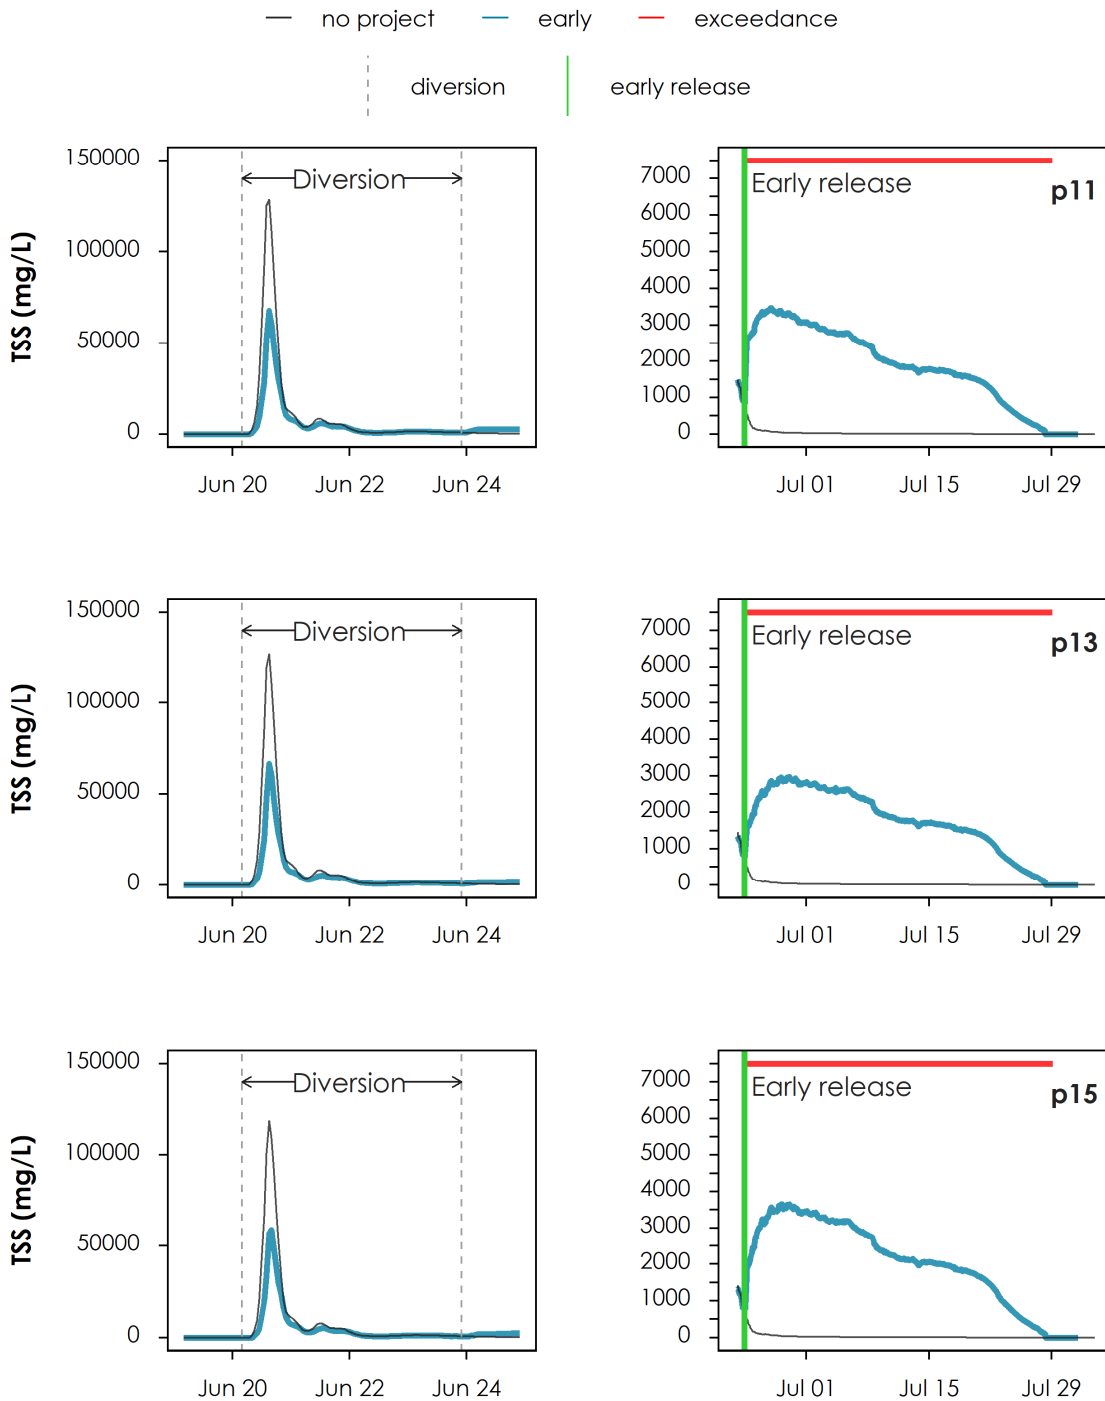 no project early exceedance
diversion early release
TSS (mg/L)
150000
100000
50000
0
Diversion
Jun 20 Jun 22 Jun 24
7000
6000
5000
4000
3000
2000
1000
0
Early release
p11
Jul 01 Jul 15 Jul 29
TSS (mg/L)
150000
100000
50000
0
Diversion
Jun 20 Jun 22 Jun 24
7000
6000
5000
4000
3000
2000
1000
0
Early release
p13
Jul 01 Jul 15 Jul 29
TSS (mg/L)
150000
100000
50000
0
Diversion
Jun 20 Jun 22 Jun 24
7000
6000
5000
4000
3000
2000
1000
0
Early release
p15
Jul 01 Jul 15 Jul 29